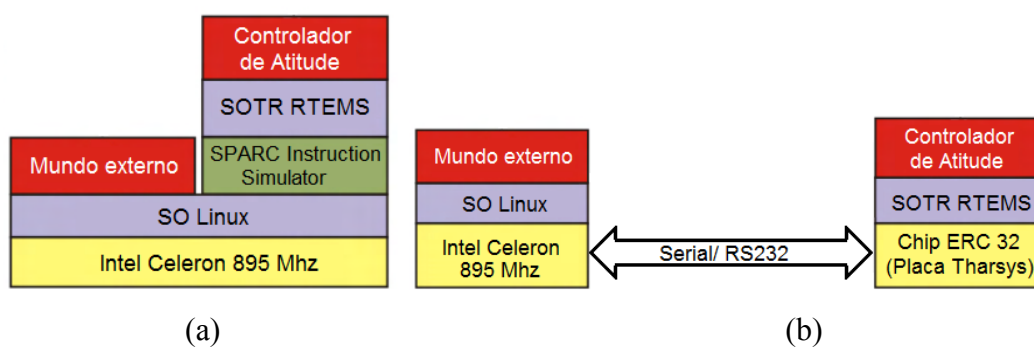 Controlador
de Atitude
SOTR RTEMS
Mundo externo
SPARC Instruction
Simulator
SO Linux
Intel Celeron 895 Mhz
(a)
Mundo externo
SO Linux
Intel Celeron
895 Mhz
Serial/ RS232
Controlador
de Atitude
SOTR RTEMS
Chip ERC 32
(Placa Tharsys)
(b)